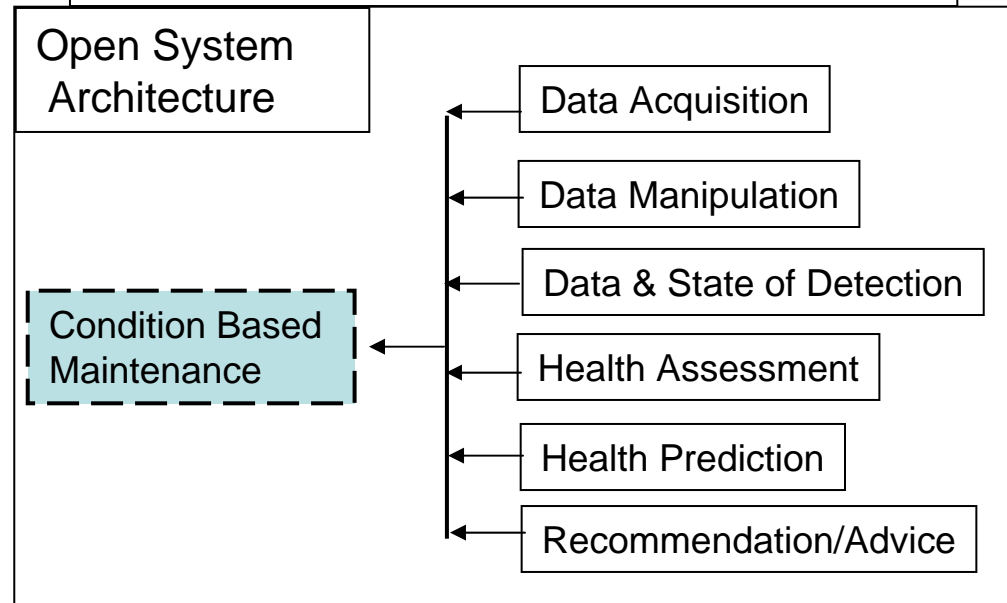 Open System
Architecture
Data Acquisition
Data Manipulation
Data & State of Detection
Condition Based
Maintenance
Health Assessment
Health Prediction
Recommendation/Advice